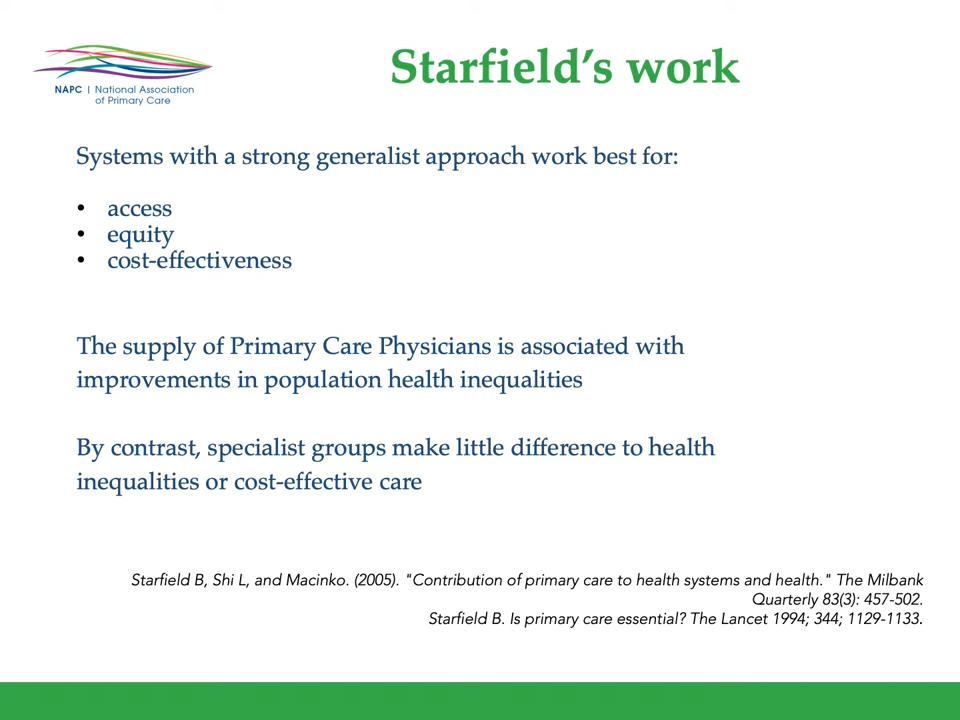 Starfield's work
NAPC | National Association
of Primary Care
Systems with a strong generalist approach work best for:
• access
• equity
• cost-effectiveness
The supply of Primary Care Physicians is associated with
improvements in population health inequalities
By contrast, specialist groups make little difference to health
inequalities or cost-effective care
Starfield B, Shi L, and Macinko. (2005). "Contribution of primary care to health systems and health." The Milbank
Quarterly 83(3): 457-502.
Starfield B. Is primary care essential? The Lancet 1994; 344; 1129-1133.